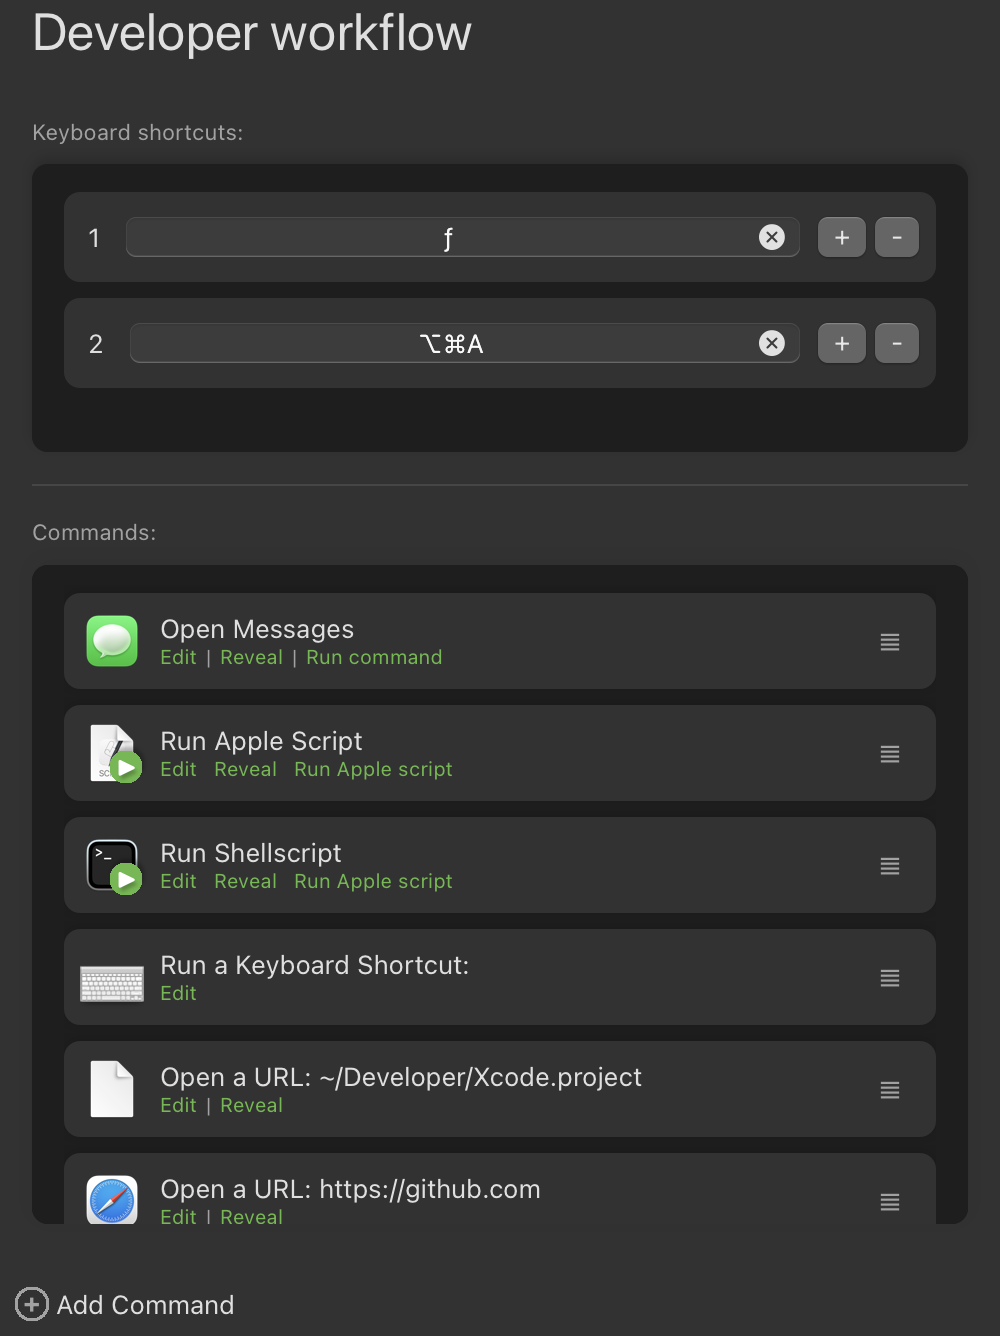 Developer workflow
Keyboard shortcuts:
1 ƒ + -
2 ⌥⌘A + -
Commands:
Open Messages
Edit | Reveal | Run command
Run Apple Script
Edit Reveal Run Apple script
Run Shellscript
Edit Reveal Run Apple script
Run a Keyboard Shortcut:
Edit
Open a URL: ~/Developer/Xcode.project
Edit | Reveal
Open a URL: https://github.com
Edit | Reveal
Add Command